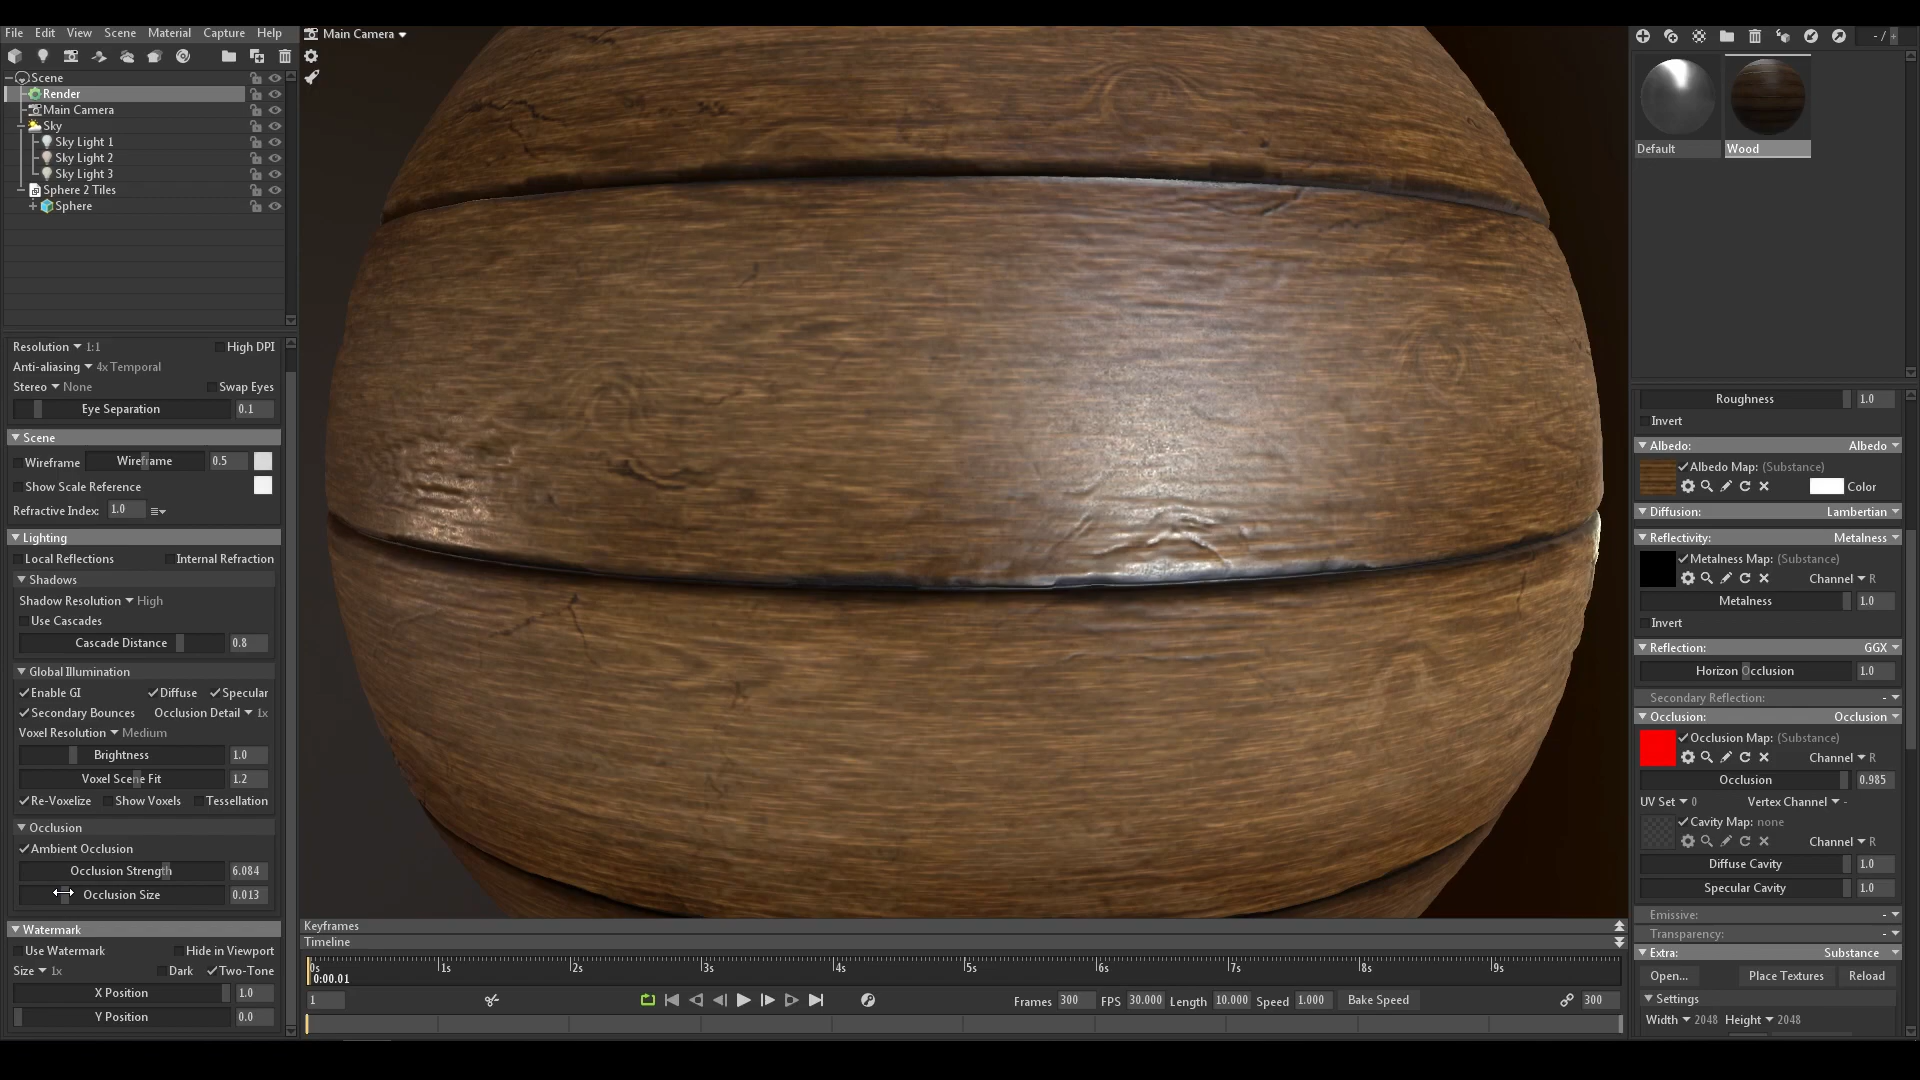 File Edit View Scene Material Capture Help
Scene
Render
Main Camera
Sky
Sky Light 1
Sky Light 2
Sky Light 3
Sphere 2 Tiles
Sphere
Resolution 1:1 High DPI
Anti-aliasing 4x Temporal
Stereo None Swap Eyes
Eye Separation 0.1
Scene
Wireframe Wireframe 0.5
Show Scale Reference
Refractive Index: 1.0
Lighting
Local Reflections Internal Refraction
Shadows
Shadow Resolution High
Use Cascades
Cascade Distance 0.8
Global Illumination
Enable GI Diffuse Specular
Secondary Bounces Occlusion Detail 1x
Voxel Resolution Medium
Brightness 1.0
Voxel Scene Fit 1.2
Re-Voxelize Show Voxels Tessellation
Occlusion
Ambient Occlusion
Occlusion Strength 6.084
Occlusion Size 0.013
Watermark
Use Watermark Hide in Viewport
Size 1x Dark Two-Tone
X Position 1.0
Y Position 0.0
Main Camera
Keyframes
Timeline
0s 1s 2s 3s 4s 5s 6s 7s 8s 9s
0:00.01
1 Frames 300 FPS 30.000 Length 10.000 Speed 1.000 Bake Speed 300
- / +
Default Wood
Roughness 1.0
Invert
Albedo: Albedo
Albedo Map: (Substance)
Color
Diffusion: Lambertian
Reflectivity: Metalness
Metalness Map: (Substance)
Channel R
Metalness 1.0
Invert
Reflection: GGX
Horizon Occlusion 1.0
Secondary Reflection: -
Occlusion: Occlusion
Occlusion Map: (Substance)
Channel R
Occlusion 0.985
UV Set 0 Vertex Channel -
Cavity Map: none
Channel R
Diffuse Cavity 1.0
Specular Cavity 1.0
Emissive: -
Transparency: -
Extra: Substance
Open... Place Textures Reload
Settings
Width 2048 Height 2048